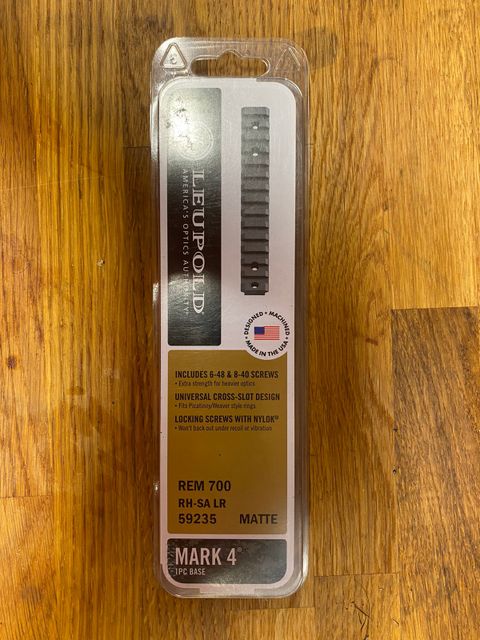 LEUPOLD
AMERICA'S OPTICS AUTHORITY
DESIGNED • MACHINED
• MADE IN THE USA •
INCLUDES 6-48 & 8-40 SCREWS
• Extra strength for heavier optics
UNIVERSAL CROSS-SLOT DESIGN
• Fits Picatinny/Weaver style rings
LOCKING SCREWS WITH NYLOK®
• Won't back out under recoil or vibration
REM 700
RH-SA LR
59235 MATTE
MARK 4®
1PC BASE